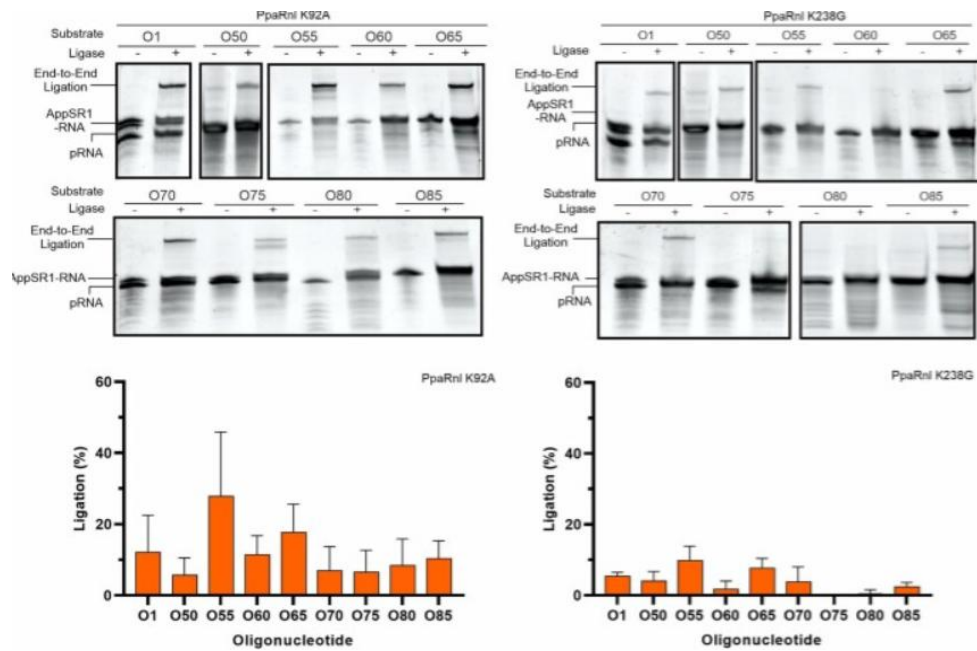 PpaRnl K92A
Substrate O1 O50 O55 O60 O65
Ligase - + - + - + - + - +
End-to-End
Ligation
AppSR1
-RNA
pRNA
Substrate O70 O75 O80 O85
Ligase - + - + - + - +
End-to-End
Ligation
AppSR1-RNA
pRNA
PpaRnl K238G
Substrate O1 O50 O55 O60 O65
Ligase - + - + - + - + - +
End-to-End
Ligation
AppSR1
-RNA
pRNA
Substrate O70 O75 O80 O85
Ligase - + - + - + - +
End-to-End
Ligation
AppSR1-RNA
pRNA
PpaRnl K92A
Ligation (%)
60
40
20
0
O1 O50 O55 O60 O65 O70 O75 O80 O85
Oligonucleotide
PpaRnl K238G
Ligation (%)
60
40
20
0
O1 O50 O55 O60 O65 O70 O75 O80 O85
Oligonucleotide